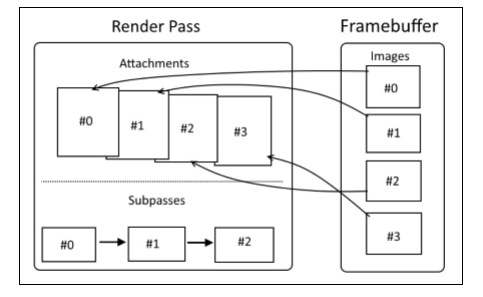 Render Pass
Attachments
#0
#1
#2
#3
Subpasses
#0
#1
#2
Framebuffer
Images
#0
#1
#2
#3